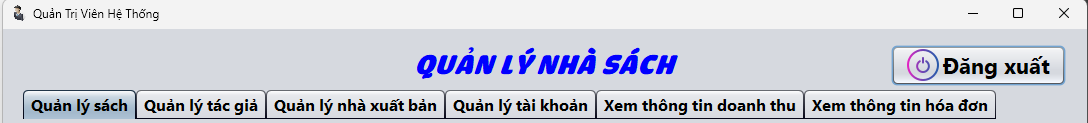 Quản Trị Viên Hệ Thống
QUẢN LÝ NHÀ SÁCH
Đăng xuất
Quản lý sách Quản lý tác giả Quản lý nhà xuất bản Quản lý tài khoản Xem thông tin doanh thu Xem thông tin hóa đơn